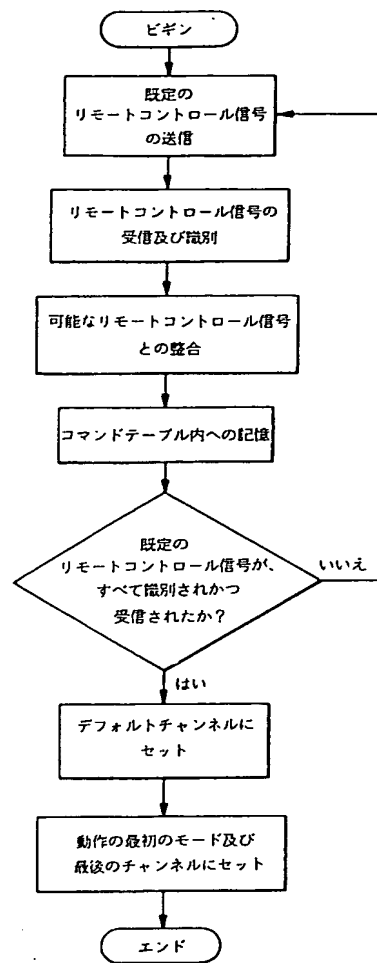 ビギン
既定の
リモートコントロール信号
の送信
リモートコントロール信号の
受信及び識別
可能なリモートコントロール信号
との整合
コマンドテーブル内への記憶
既定の
リモートコントロール信号が、
すべて識別されかつ
受信されたか？
いいえ
はい
デフォルトチャンネルに
セット
動作の最初のモード及び
最後のチャンネルにセット
エンド